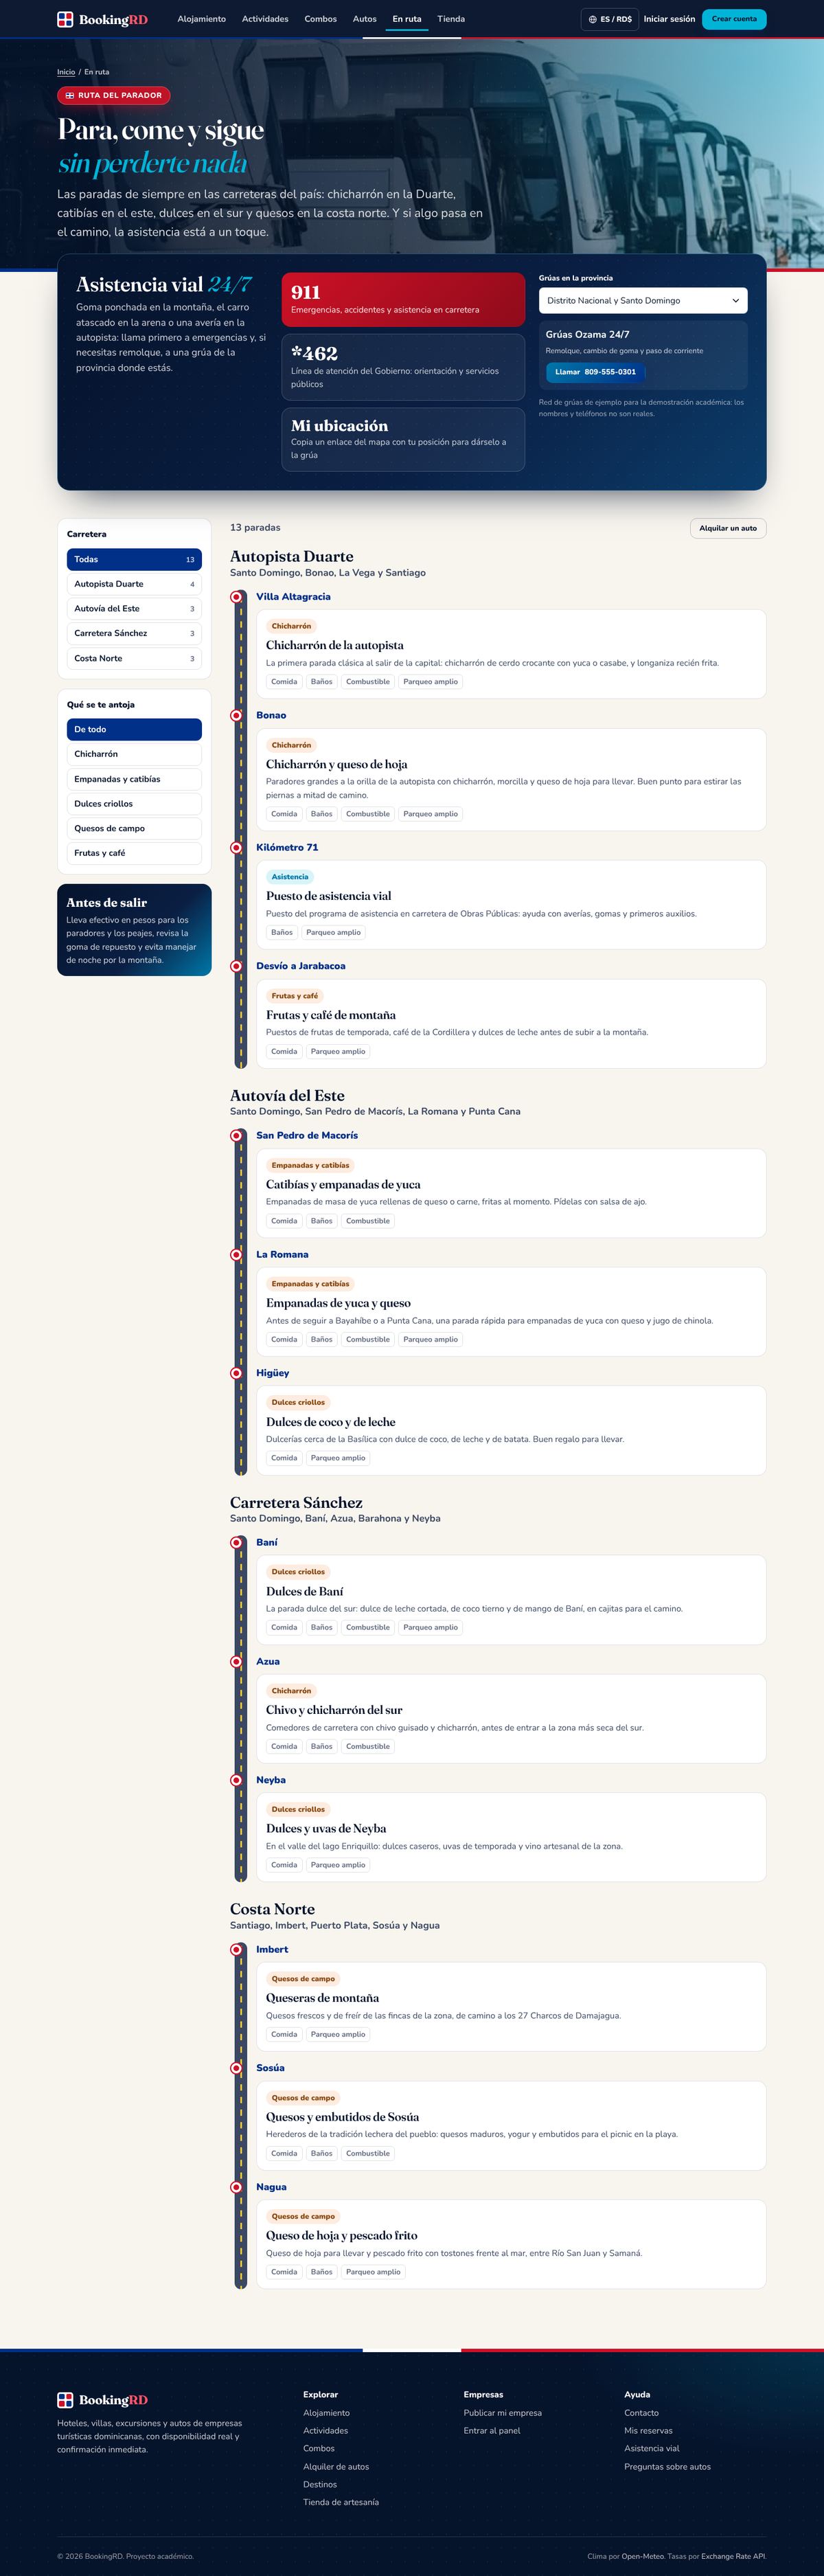 BookingRD
Alojamiento
Actividades
Combos
Autos
En ruta
Tienda
ES / RD$
Iniciar sesión
Crear cuenta
Inicio / En ruta
RUTA DEL PARADOR
Para, come y sigue
sin perderte nada
Las paradas de siempre en las carreteras del país: chicharrón en la Duarte,
catibías en el este, dulces en el sur y quesos en la costa norte. Y si algo pasa en
el camino, la asistencia está a un toque.
Asistencia vial 24/7
Goma ponchada en la montaña, el carro
atascado en la arena o una avería en la
autopista: llama primero a emergencias y, si
necesitas remolque, a una grúa de la
provincia donde estás.
911
Emergencias, accidentes y asistencia en carretera
*462
Línea de atención del Gobierno: orientación y servicios
públicos
Mi ubicación
Copia un enlace del mapa con tu posición para dárselo a
la grúa
Grúas en la provincia
Distrito Nacional y Santo Domingo
Grúas Ozama 24/7
Remolque, cambio de goma y paso de corriente
Llamar 809-555-0301
Red de grúas de ejemplo para la demostración académica: los
nombres y teléfonos no son reales.
Carretera
Todas 13
Autopista Duarte 4
Autovía del Este 3
Carretera Sánchez 3
Costa Norte 3
Qué se te antoja
De todo
Chicharrón
Empanadas y catibías
Dulces criollos
Quesos de campo
Frutas y café
Antes de salir
Lleva efectivo en pesos para los
paradores y los peajes, revisa la
goma de repuesto y evita manejar
de noche por la montaña.
13 paradas
Alquilar un auto
Autopista Duarte
Santo Domingo, Bonao, La Vega y Santiago
Villa Altagracia
Chicharrón
Chicharrón de la autopista
La primera parada clásica al salir de la capital: chicharrón de cerdo crocante con yuca o casabe, y longaniza recién frita.
Comida Baños Combustible Parqueo amplio
Bonao
Chicharrón
Chicharrón y queso de hoja
Paradores grandes a la orilla de la autopista con chicharrón, morcilla y queso de hoja para llevar. Buen punto para estirar las
piernas a mitad de camino.
Comida Baños Combustible Parqueo amplio
Kilómetro 71
Asistencia
Puesto de asistencia vial
Puesto del programa de asistencia en carretera de Obras Públicas: ayuda con averías, gomas y primeros auxilios.
Baños Parqueo amplio
Desvío a Jarabacoa
Frutas y café
Frutas y café de montaña
Puestos de frutas de temporada, café de la Cordillera y dulces de leche antes de subir a la montaña.
Comida Parqueo amplio
Autovía del Este
Santo Domingo, San Pedro de Macorís, La Romana y Punta Cana
San Pedro de Macorís
Empanadas y catibías
Catibías y empanadas de yuca
Empanadas de masa de yuca rellenas de queso o carne, fritas al momento. Pídelas con salsa de ajo.
Comida Baños Combustible
La Romana
Empanadas y catibías
Empanadas de yuca y queso
Antes de seguir a Bayahíbe o a Punta Cana, una parada rápida para empanadas de yuca con queso y jugo de chinola.
Comida Baños Combustible Parqueo amplio
Higüey
Dulces criollos
Dulces de coco y de leche
Dulcerías cerca de la Basílica con dulce de coco, de leche y de batata. Buen regalo para llevar.
Comida Parqueo amplio
Carretera Sánchez
Santo Domingo, Baní, Azua, Barahona y Neyba
Baní
Dulces criollos
Dulces de Baní
La parada dulce del sur: dulce de leche cortada, de coco tierno y de mango de Baní, en cajitas para el camino.
Comida Baños Combustible Parqueo amplio
Azua
Chicharrón
Chivo y chicharrón del sur
Comedores de carretera con chivo guisado y chicharrón, antes de entrar a la zona más seca del sur.
Comida Baños Combustible
Neyba
Dulces criollos
Dulces y uvas de Neyba
En el valle del lago Enriquillo: dulces caseros, uvas de temporada y vino artesanal de la zona.
Comida Parqueo amplio
Costa Norte
Santiago, Imbert, Puerto Plata, Sosúa y Nagua
Imbert
Quesos de campo
Queseras de montaña
Quesos frescos y de freír de las fincas de la zona, de camino a los 27 Charcos de Damajagua.
Comida Parqueo amplio
Sosúa
Quesos de campo
Quesos y embutidos de Sosúa
Herederos de la tradición lechera del pueblo: quesos maduros, yogur y embutidos para el picnic en la playa.
Comida Baños Combustible
Nagua
Quesos de campo
Queso de hoja y pescado frito
Queso de hoja para llevar y pescado frito con tostones frente al mar, entre Río San Juan y Samaná.
Comida Baños Parqueo amplio
BookingRD
Hoteles, villas, excursiones y autos de empresas
turísticas dominicanas, con disponibilidad real y
confirmación inmediata.
Explorar
Alojamiento
Actividades
Combos
Alquiler de autos
Destinos
Tienda de artesanía
Empresas
Publicar mi empresa
Entrar al panel
Ayuda
Contacto
Mis reservas
Asistencia vial
Preguntas sobre autos
© 2026 BookingRD. Proyecto académico.
Clima por Open-Meteo. Tasas por Exchange Rate API.